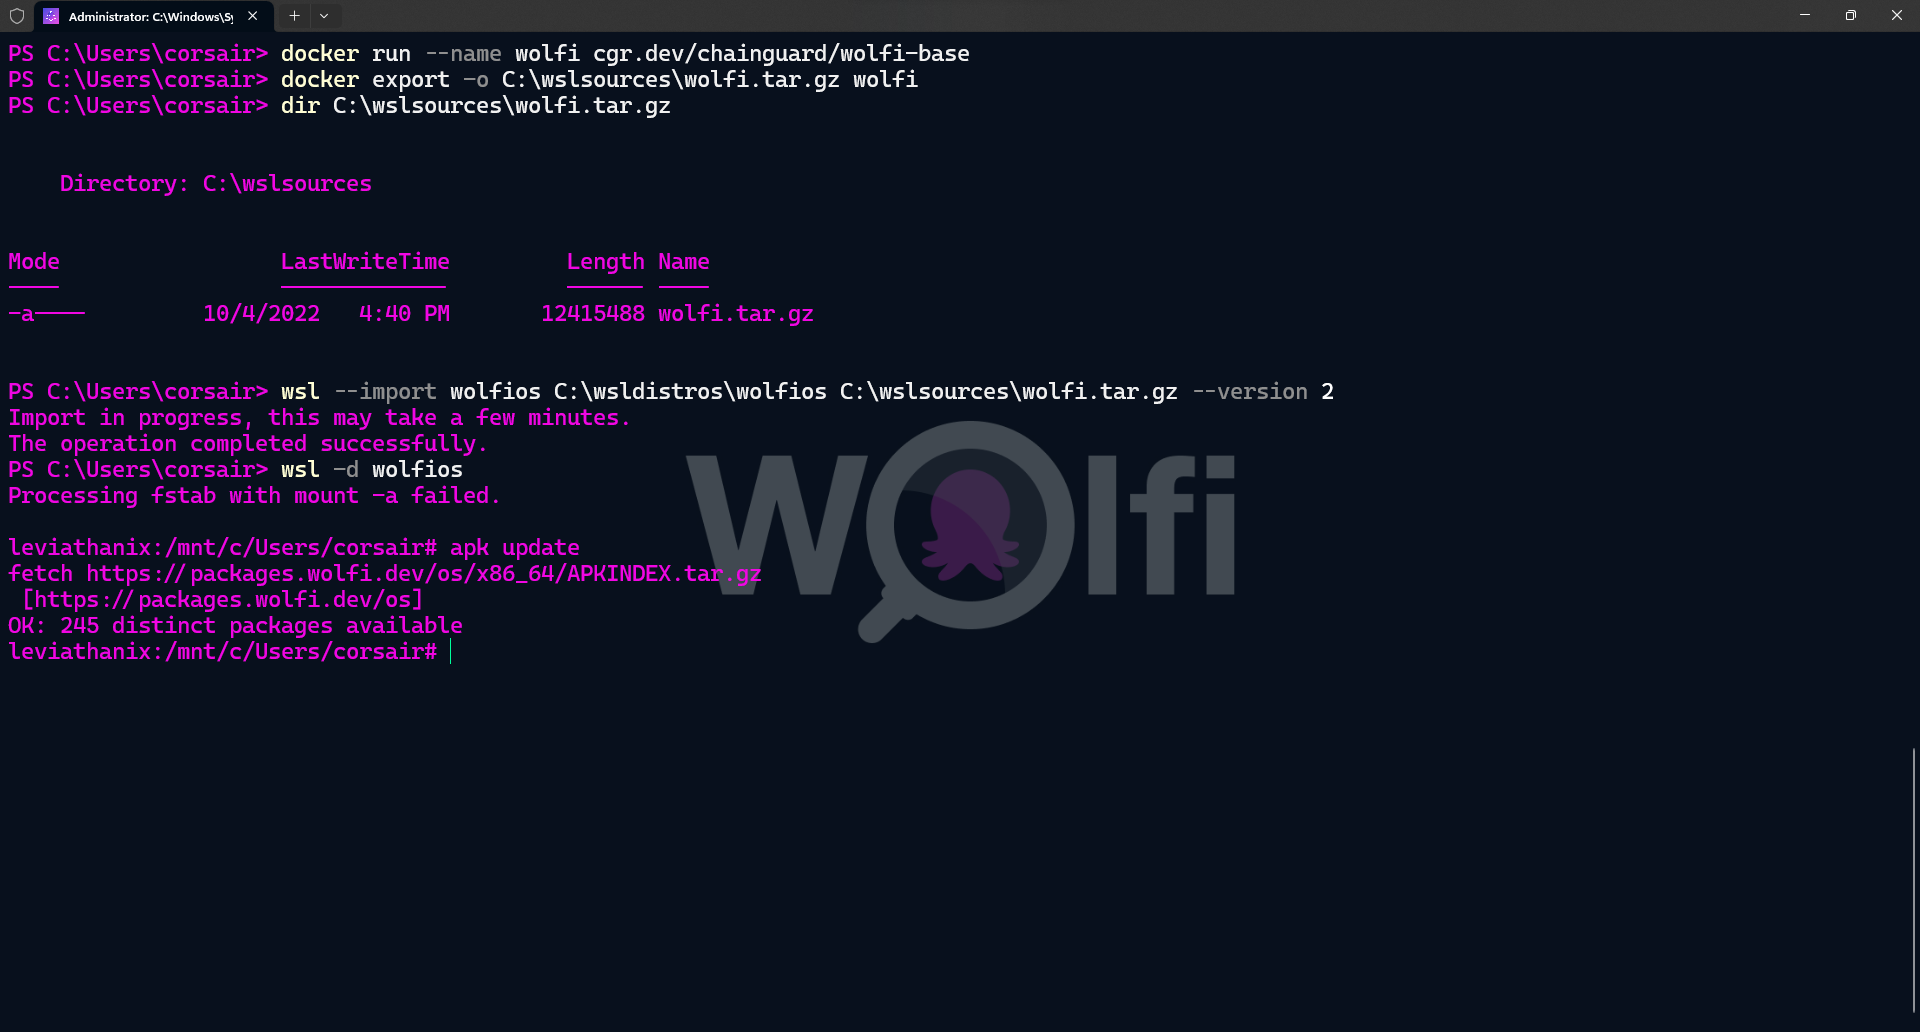 Administrator: C:\Windows\Sy
PS C:\Users\corsair> docker run --name wolfi cgr.dev/chainguard/wolfi-base
PS C:\Users\corsair> docker export -o C:\wslsources\wolfi.tar.gz wolfi
PS C:\Users\corsair> dir C:\wslsources\wolfi.tar.gz
Directory: C:\wslsources
Mode LastWriteTime Length Name
---- ------------- ------ ----
-a---- 10/4/2022 4:40 PM 12415488 wolfi.tar.gz
PS C:\Users\corsair> wsl --import wolfios C:\wsldistros\wolfios C:\wslsources\wolfi.tar.gz --version 2
Import in progress, this may take a few minutes.
The operation completed successfully.
PS C:\Users\corsair> wsl -d wolfios
Processing fstab with mount -a failed.
leviathanix:/mnt/c/Users/corsair# apk update
fetch https://packages.wolfi.dev/os/x86_64/APKINDEX.tar.gz
[https://packages.wolfi.dev/os]
OK: 245 distinct packages available
leviathanix:/mnt/c/Users/corsair#
Wolfi